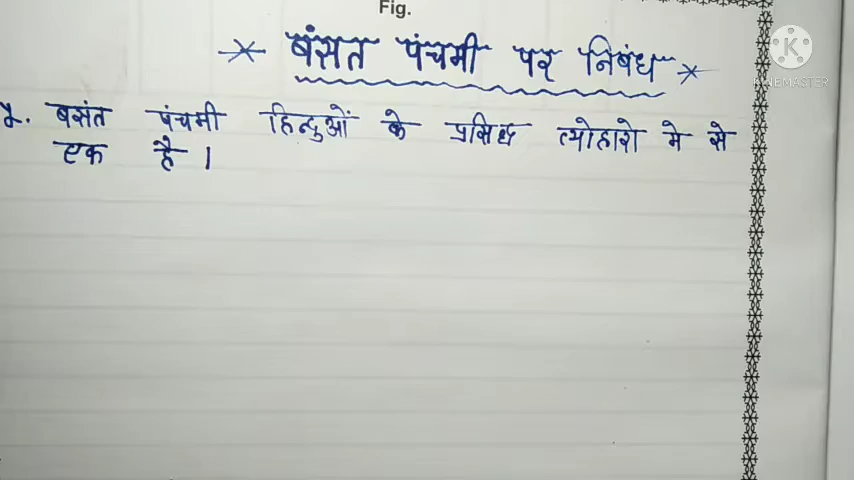 Fig.
बंसत पंचमी पर निबंध
KINEMASTER
1. बसंत पंचमी हिन्दुओं के प्रसिद्ध त्योहारो मे से
एक है।